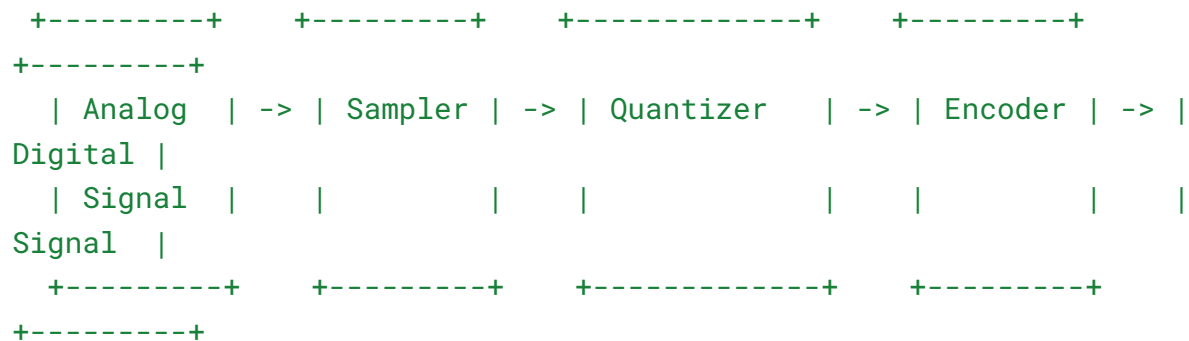 +---------+    +---------+    +-------------+    +---------+
+---------+
  | Analog  | -> | Sampler | -> | Quantizer   | -> | Encoder | -> |
Digital |
  | Signal  |    |         |    |             |    |         |    |
Signal  |
  +---------+    +---------+    +-------------+    +---------+
+---------+